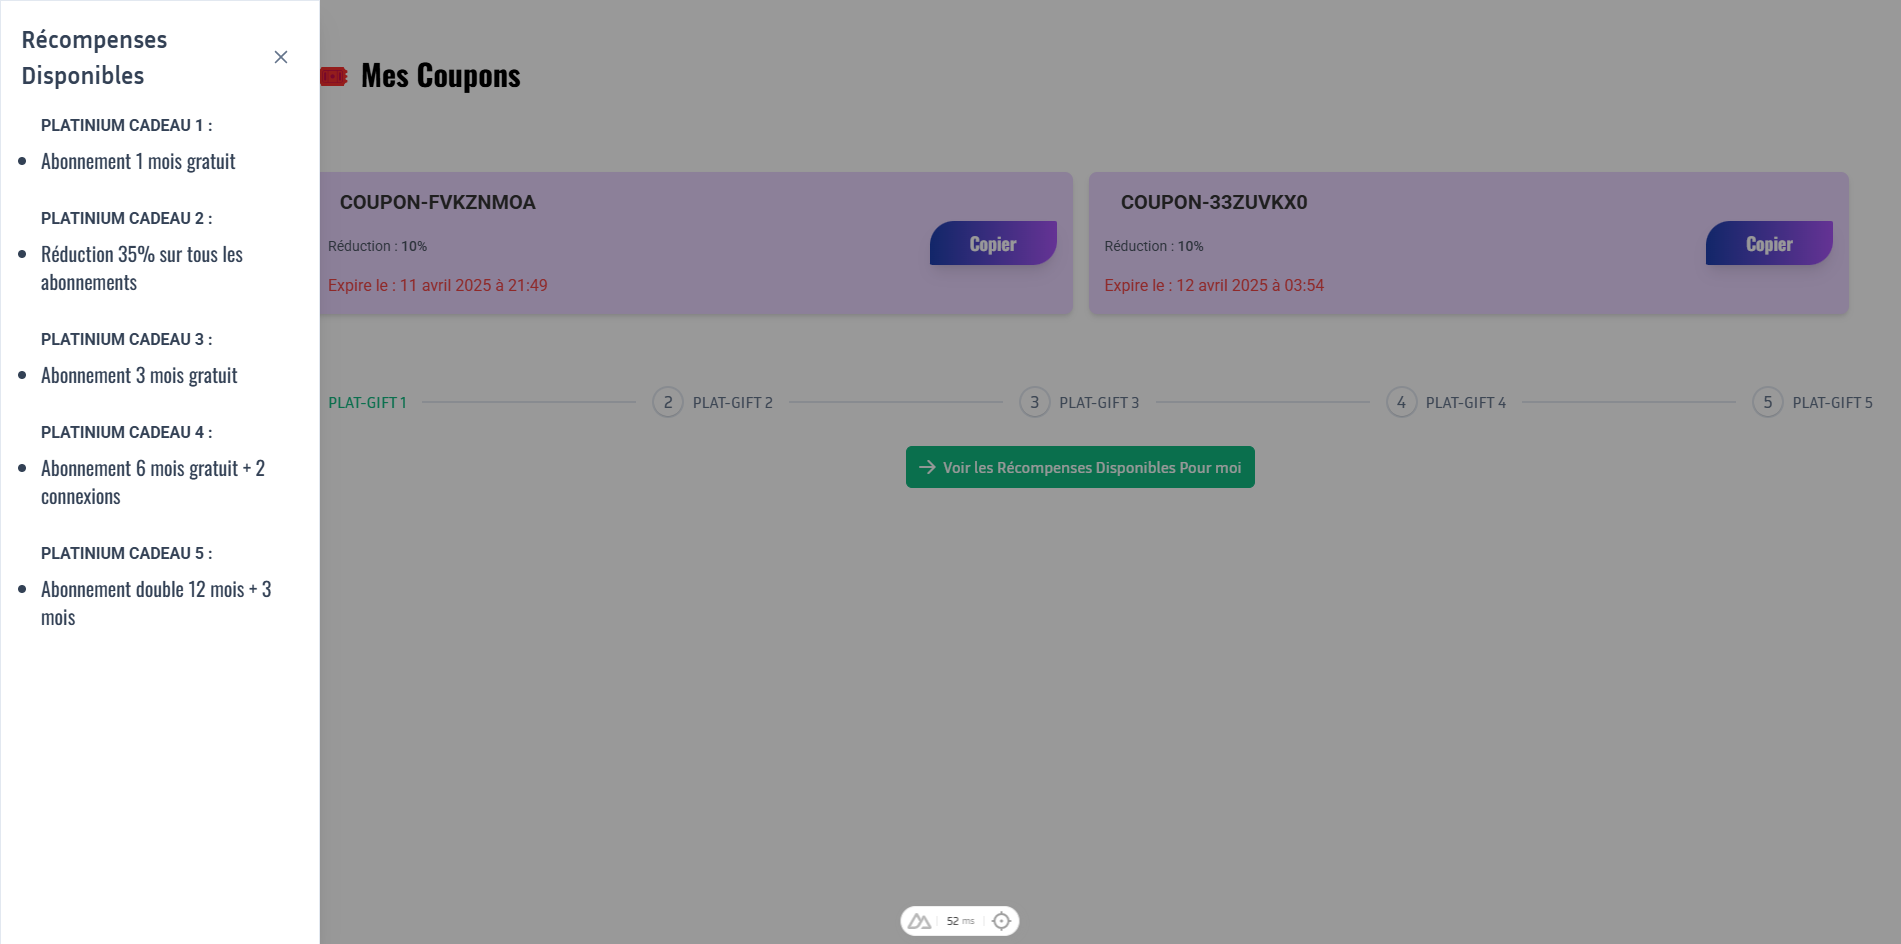 Récompenses
Disponibles
PLATINIUM CADEAU 1 :
Abonnement 1 mois gratuit
PLATINIUM CADEAU 2 :
Réduction 35% sur tous les
abonnements
PLATINIUM CADEAU 3 :
Abonnement 3 mois gratuit
PLATINIUM CADEAU 4 :
Abonnement 6 mois gratuit + 2
connexions
PLATINIUM CADEAU 5 :
Abonnement double 12 mois + 3
mois
Mes Coupons
COUPON-FVKZNMOA
Réduction : 10%
Expire le : 11 avril 2025 à 21:49
Copier
COUPON-33ZUVKX0
Réduction : 10%
Expire le : 12 avril 2025 à 03:54
Copier
PLAT-GIFT 1
2 PLAT-GIFT 2
3 PLAT-GIFT 3
4 PLAT-GIFT 4
5 PLAT-GIFT 5
Voir les Récompenses Disponibles Pour moi
52 ms